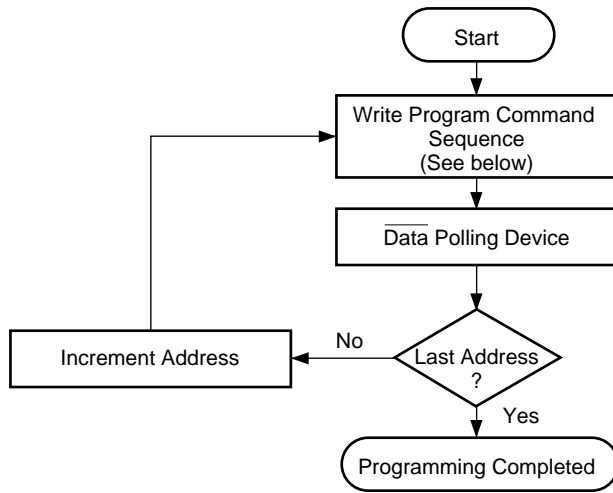 Start
Write Program Command
Sequence
(See below)
Data Polling Device
No
Increment Address
Last Address
?
Yes
Programming Completed